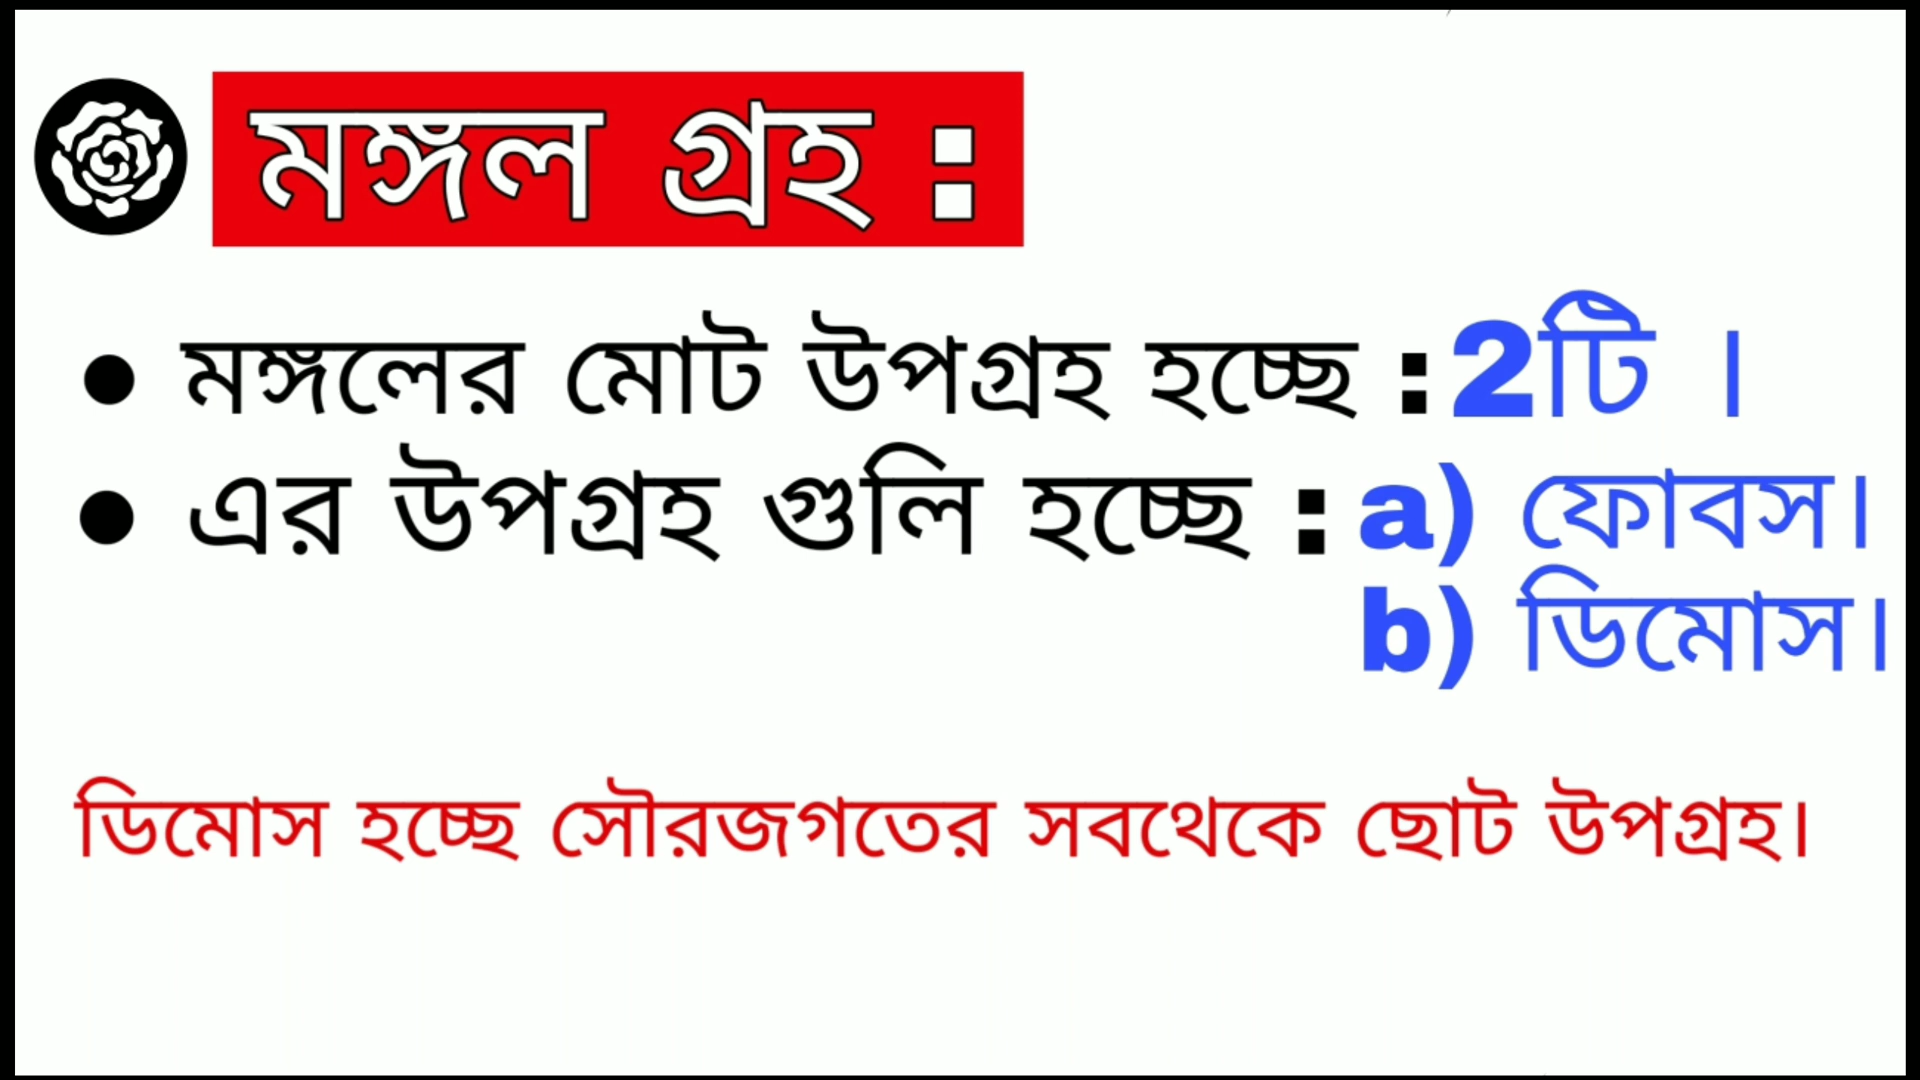 মঙ্গল গ্রহ :
● মঙ্গলের মোট উপগ্রহ হচ্ছে : 2টি ।
● এর উপগ্রহ গুলি হচ্ছে : a) ফোবস।
b) ডিমোস।
ডিমোস হচ্ছে সৌরজগতের সবথেকে ছোট উপগ্রহ।